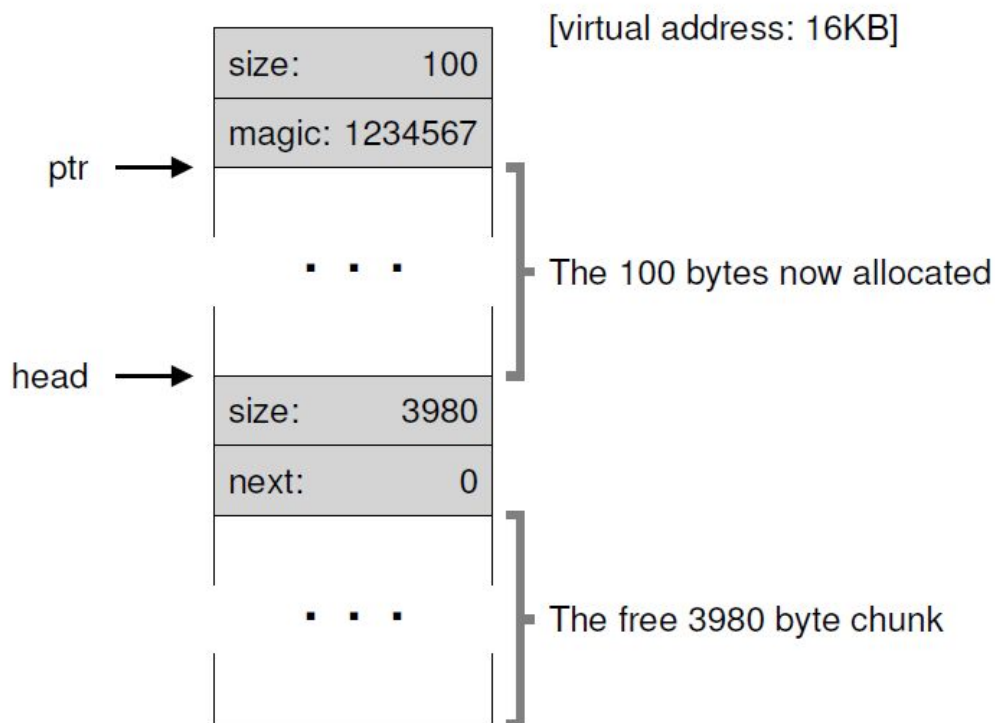 [virtual address: 16KB]
size: 100
magic: 1234567
ptr
. . .
The 100 bytes now allocated
head
size: 3980
next: 0
. . .
The free 3980 byte chunk